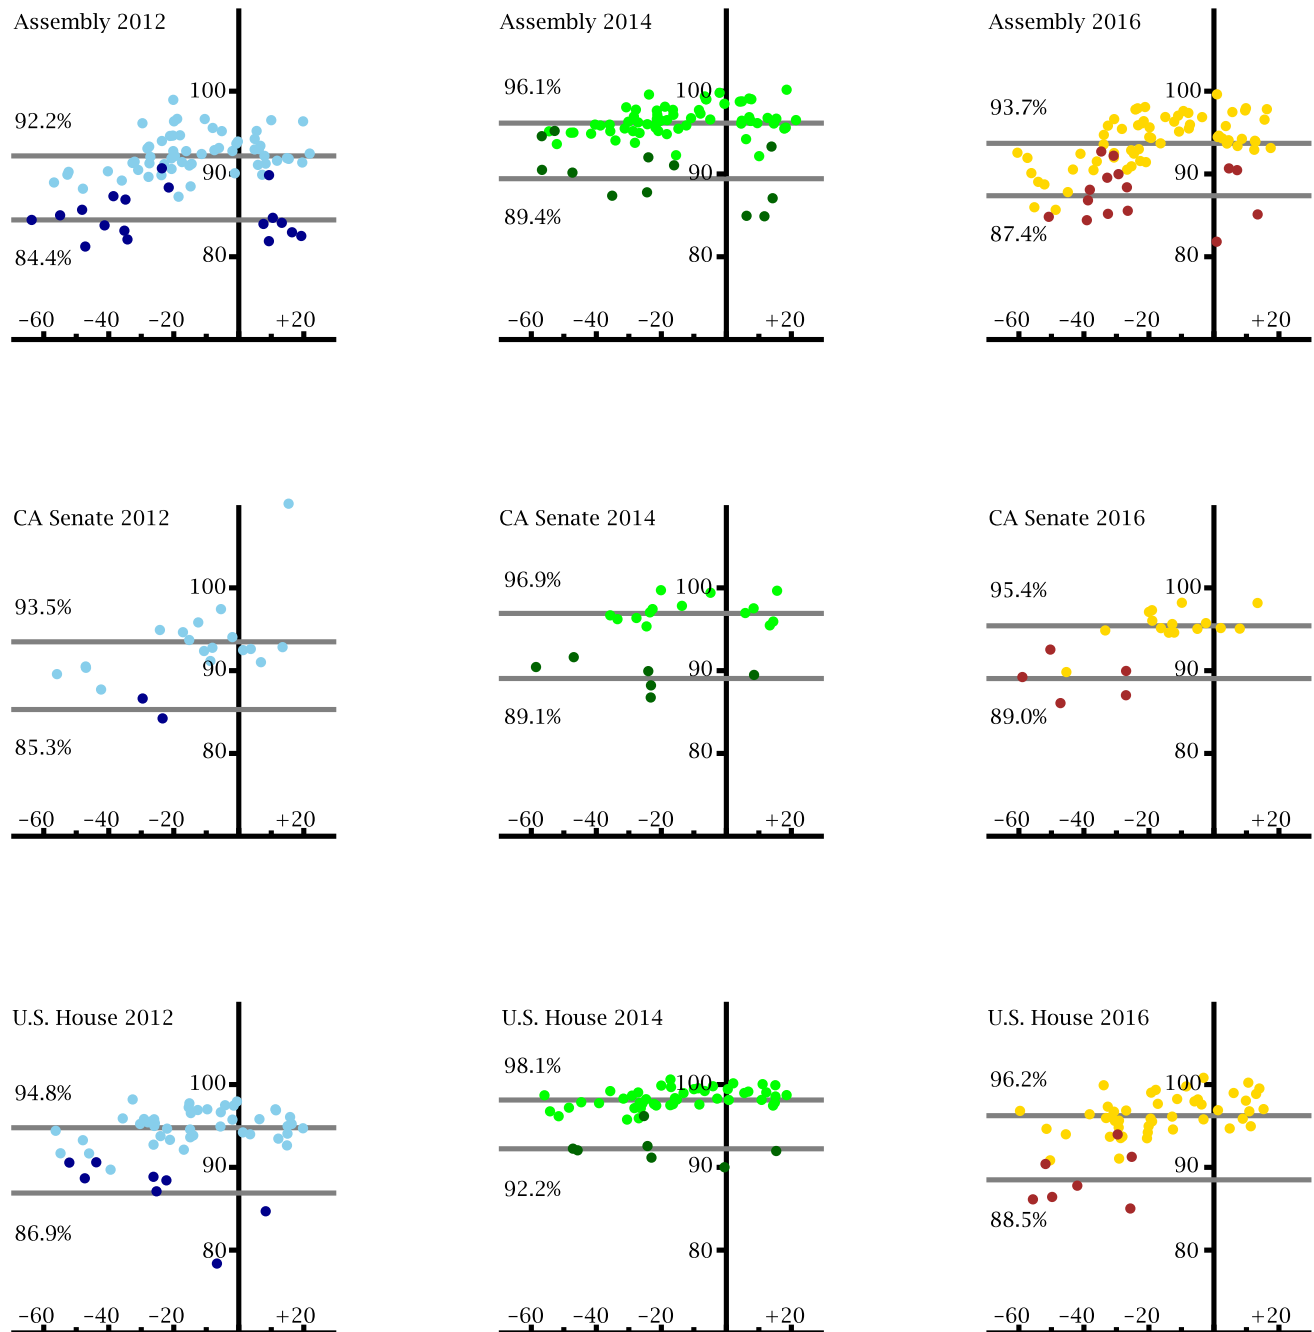 Assembly 2012
100
92.2%
90
84.4%
80
−60 −40 −20 +20
Assembly 2014
96.1%
100
90
89.4%
80
−60 −40 −20 +20
Assembly 2016
100
93.7%
90
87.4%
80
−60 −40 −20 +20
CA Senate 2012
100
93.5%
90
85.3%
80
−60 −40 −20 +20
CA Senate 2014
96.9%
100
90
89.1%
80
−60 −40 −20 +20
CA Senate 2016
95.4%
100
90
89.0%
80
−60 −40 −20 +20
U.S. House 2012
100
94.8%
90
86.9%
80
−60 −40 −20 +20
U.S. House 2014
98.1%
100
90
92.2%
80
−60 −40 −20 +20
U.S. House 2016
96.2%
100
90
88.5%
80
−60 −40 −20 +20